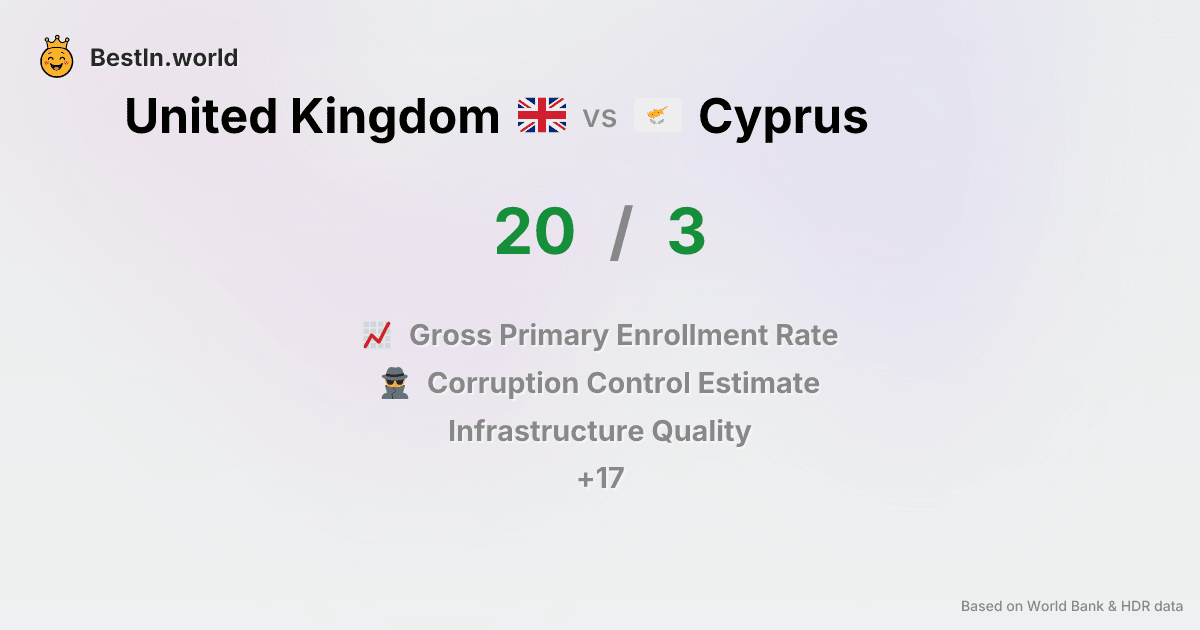 BestIn.world
United Kingdom vs Cyprus
20 / 3
Gross Primary Enrollment Rate
Corruption Control Estimate
Infrastructure Quality
+17
Based on World Bank & HDR data